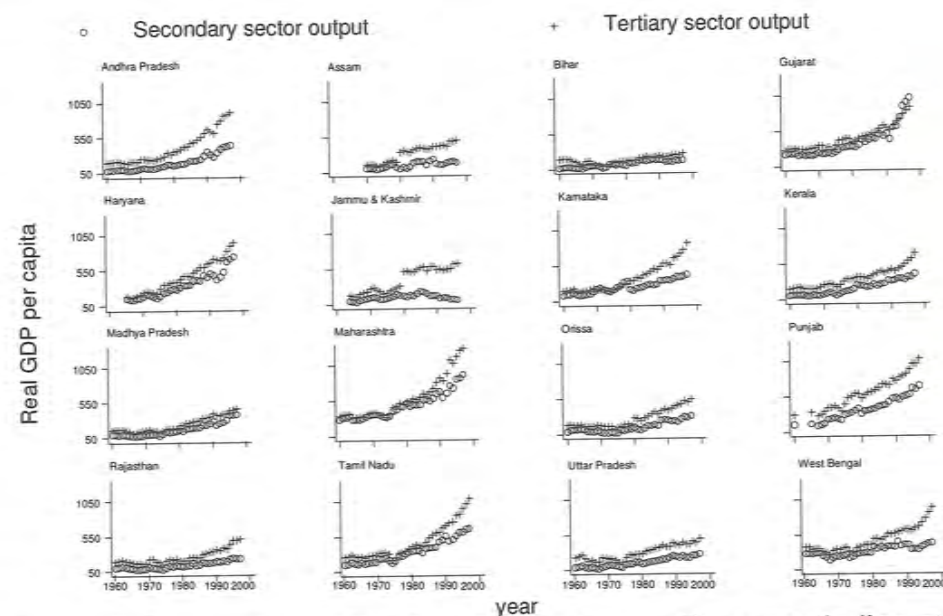 o Secondary sector output + Tertiary sector output
Andhra Pradesh Assam Bihar Gujarat
1050
550
50
Haryana Jammu & Kashmir Karnataka Kerala
1050
550
50
Real GDP per capita
Madhya Pradesh Maharashtra Orissa Punjab
1050
550
50
Rajasthan Tamil Nadu Uttar Pradesh West Bengal
1050
550
50
1960 1970 1980 1990 2000 1960 1970 1980 1990 2000 1960 1970 1980 1990 2000 1960 1970 1980 1990 2000
year